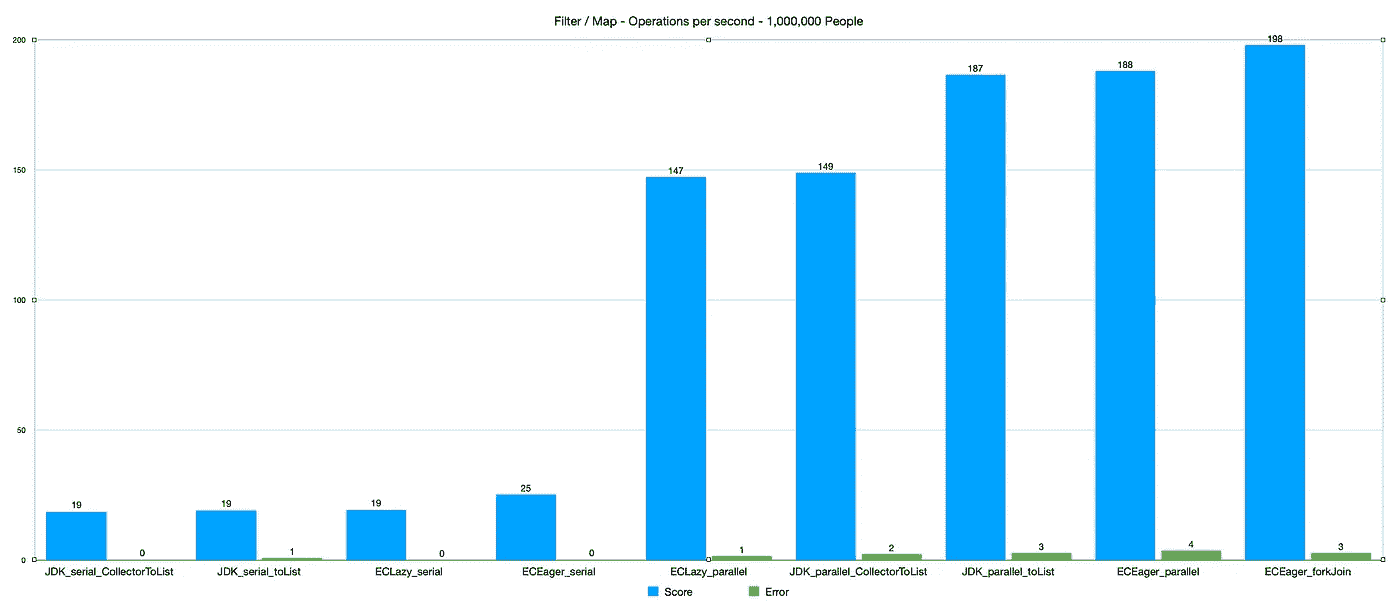 Filter / Map - Operations per second - 1,000,000 People
200
150
100
50
0
19
0
19
1
19
0
25
0
147
1
149
2
187
3
188
4
198
3
JDK_serial_CollectorToList
JDK_serial_toList
ECLazy_serial
ECEager_serial
ECLazy_parallel
JDK_parallel_CollectorToList
JDK_parallel_toList
ECEager_parallel
ECEager_forkJoin
Score
Error